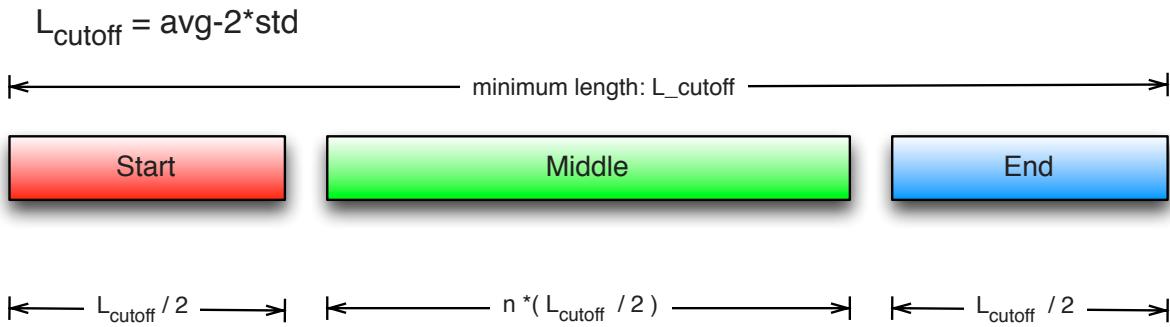 L_cutoff = avg-2*std
minimum length: L_cutoff
Start Middle End
L_cutoff / 2 n *( L_cutoff / 2 ) L_cutoff / 2